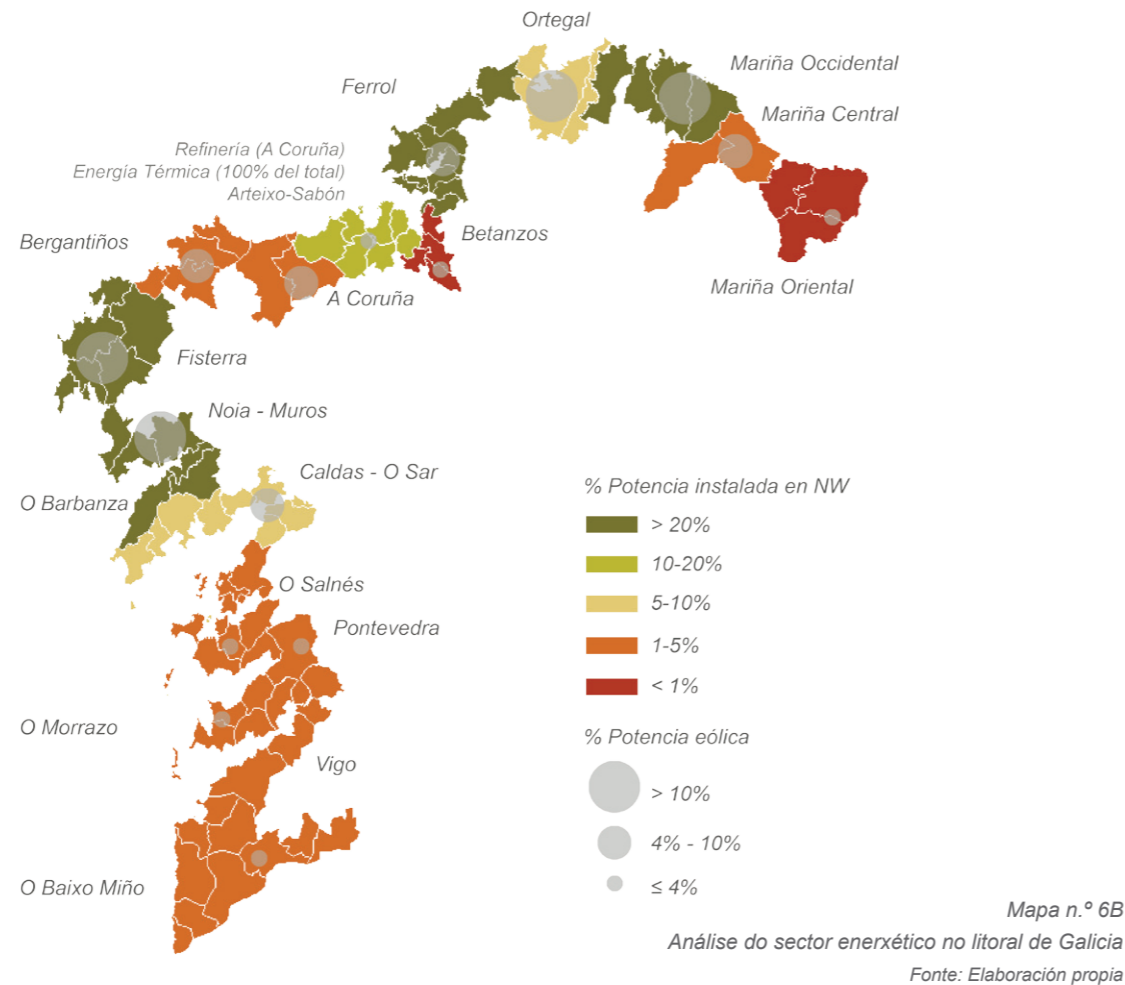 Ortegal
Mariña Occidental
Ferrol
Mariña Central
Refinería (A Coruña)
Energía Térmica (100% del total)
Arteixo-Sabón
Bergantiños
Betanzos
Mariña Oriental
A Coruña
Fisterra
Noia - Muros
Caldas - O Sar
O Barbanza
% Potencia instalada en NW
> 20%
10-20%
5-10%
1-5%
< 1%
O Salnés
Pontevedra
O Morrazo
Vigo
O Baixo Miño
% Potencia eólica
> 10%
4% - 10%
≤ 4%
Mapa n.º 6B
Análise do sector enerxético no litoral de Galicia
Fonte: Elaboración propia